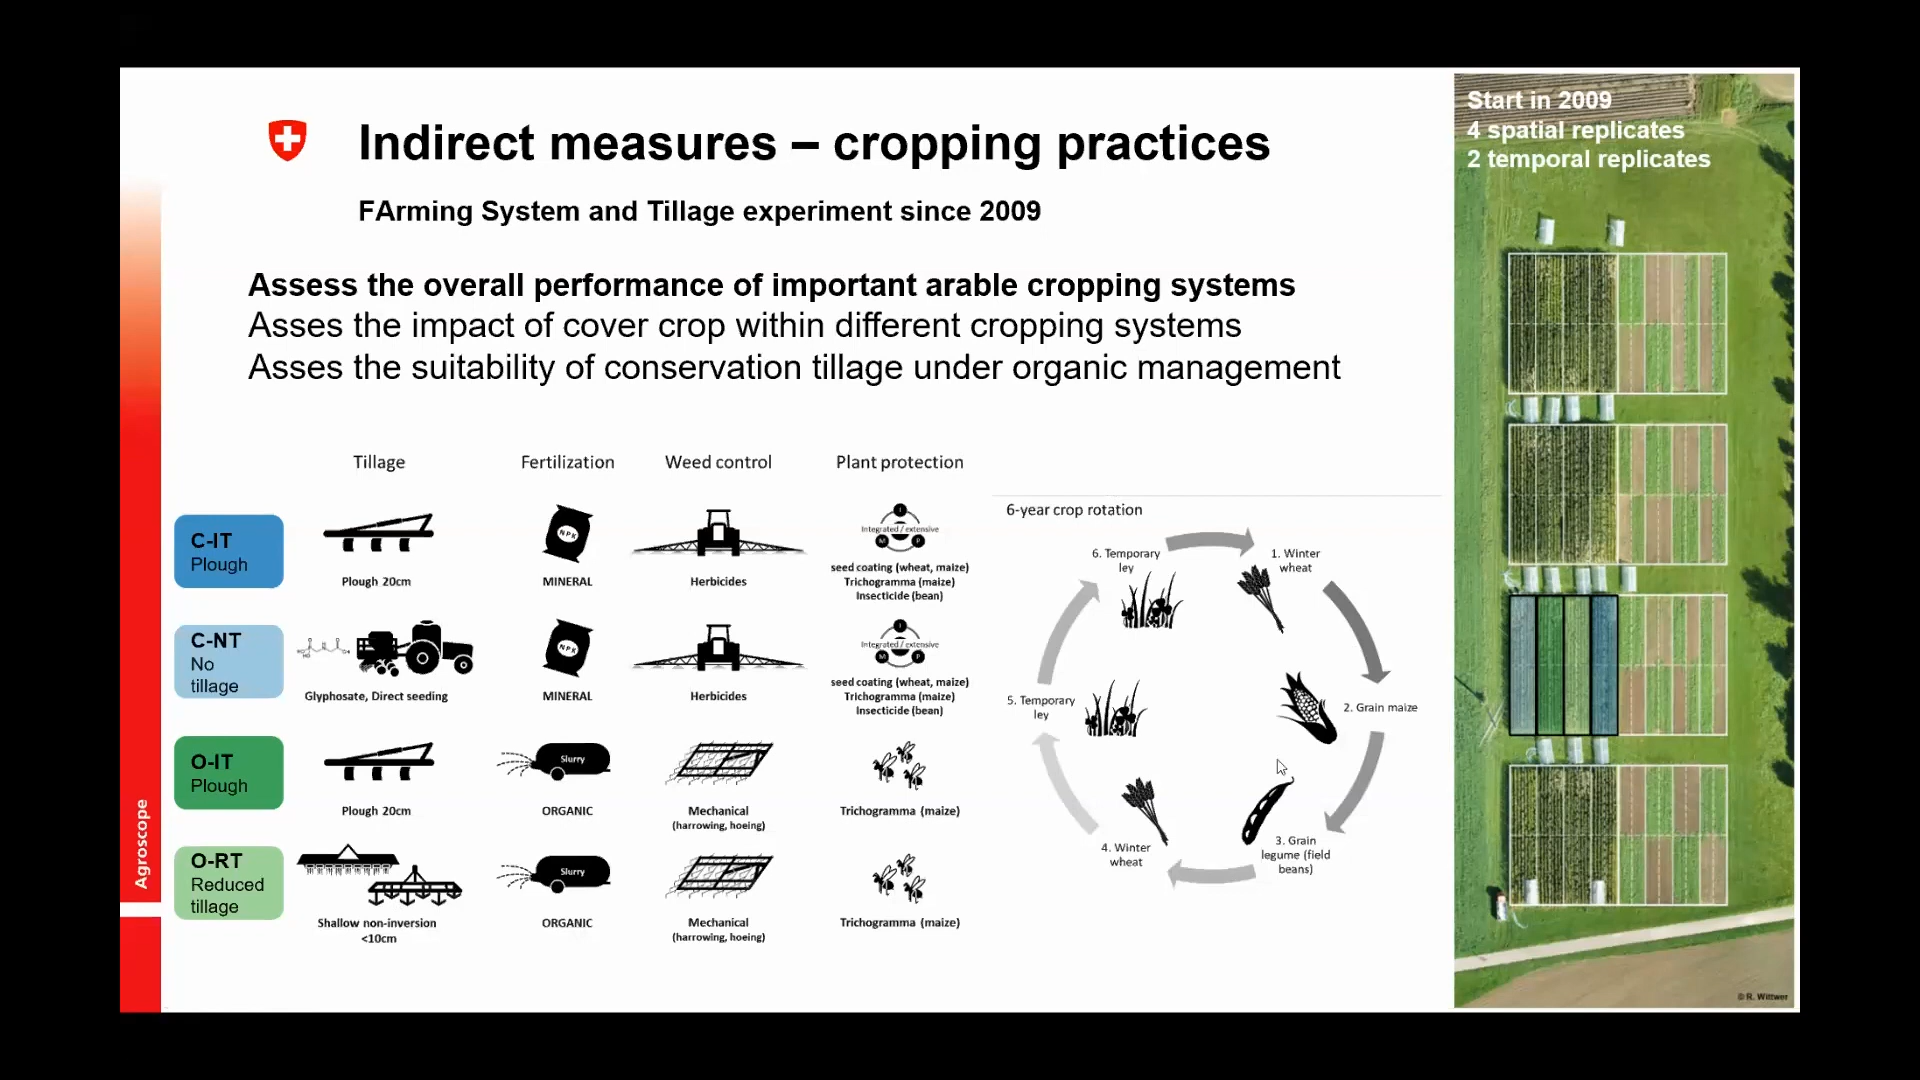 Indirect measures – cropping practices
FArming System and Tillage experiment since 2009
Assess the overall performance of important arable cropping systems
Asses the impact of cover crop within different cropping systems
Asses the suitability of conservation tillage under organic management
Start in 2009
4 spatial replicates
2 temporal replicates
Tillage
Fertilization
Weed control
Plant protection
C-IT
Plough
Plough 20cm
NPK
MINERAL
Herbicides
Integrated / extensive
seed coating (wheat, maize)
Trichogramma (maize)
Insecticide (bean)
C-NT
No
tillage
Glyphosate, Direct seeding
NPK
MINERAL
Herbicides
Integrated / extensive
seed coating (wheat, maize)
Trichogramma (maize)
Insecticide (bean)
O-IT
Plough
Plough 20cm
Slurry
ORGANIC
Mechanical
(harrowing, hoeing)
Trichogramma (maize)
O-RT
Reduced
tillage
Shallow non-inversion
<10cm
Slurry
ORGANIC
Mechanical
(harrowing, hoeing)
Trichogramma (maize)
6-year crop rotation
1. Winter
wheat
2. Grain maize
3. Grain
legume (field
beans)
4. Winter
wheat
5. Temporary
ley
6. Temporary
ley
Agroscope
© R. Wittwer